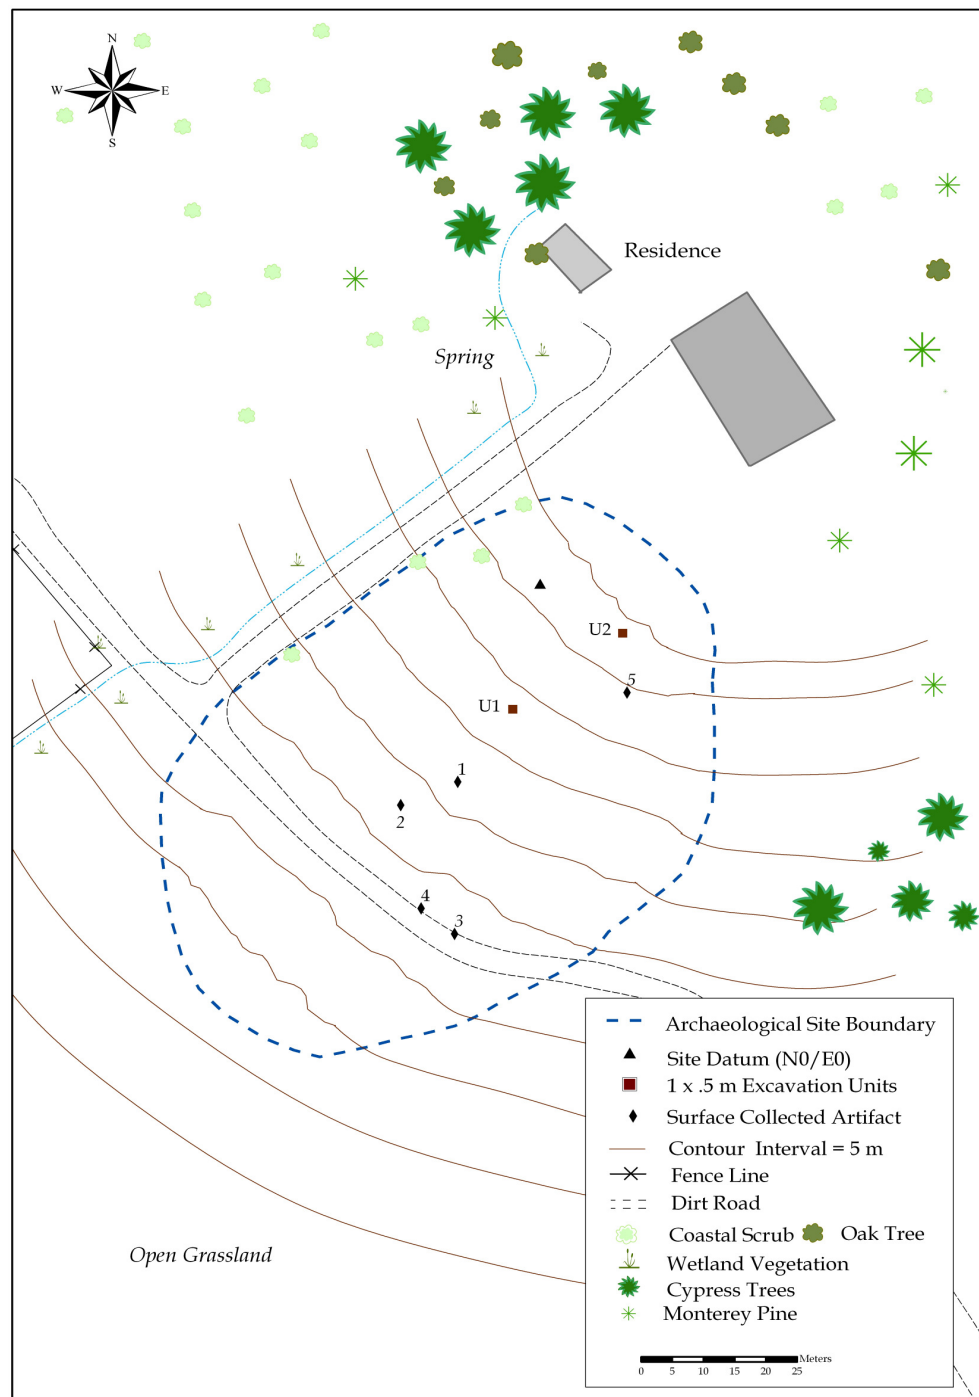 N
W E
S
Residence
Spring
U2
5
U1
1
2
4
3
Open Grassland
Archaeological Site Boundary
Site Datum (N0/E0)
1 x .5 m Excavation Units
Surface Collected Artifact
Contour Interval = 5 m
Fence Line
Dirt Road
Coastal Scrub Oak Tree
Wetland Vegetation
Cypress Trees
Monterey Pine
Meters
0 5 10 15 20 25